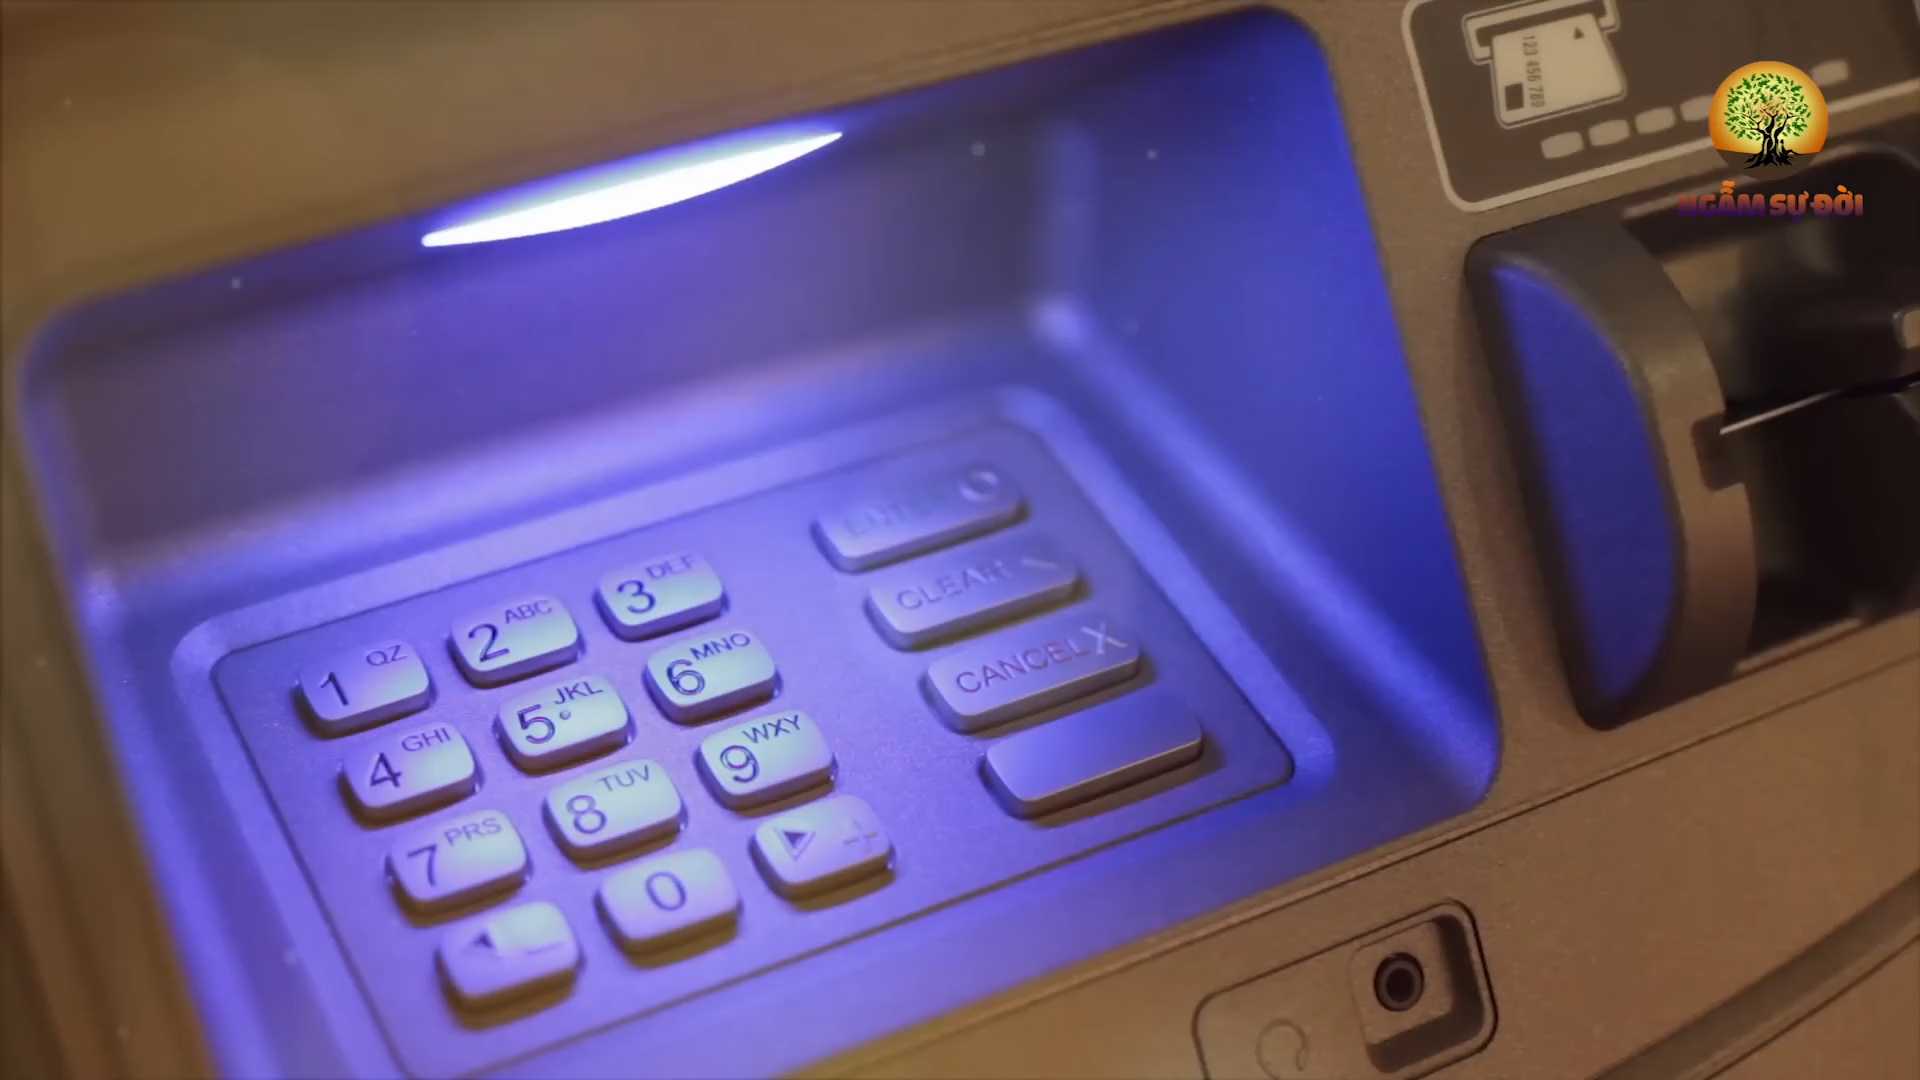 123 456 789
NGẪM SỰ ĐỜI
1 QZ
2 ABC
3 DEF
4 GHI
5 JKL
6 MNO
7 PRS
8 TUV
9 WXY
0
ENTER
CLEAR
CANCEL X